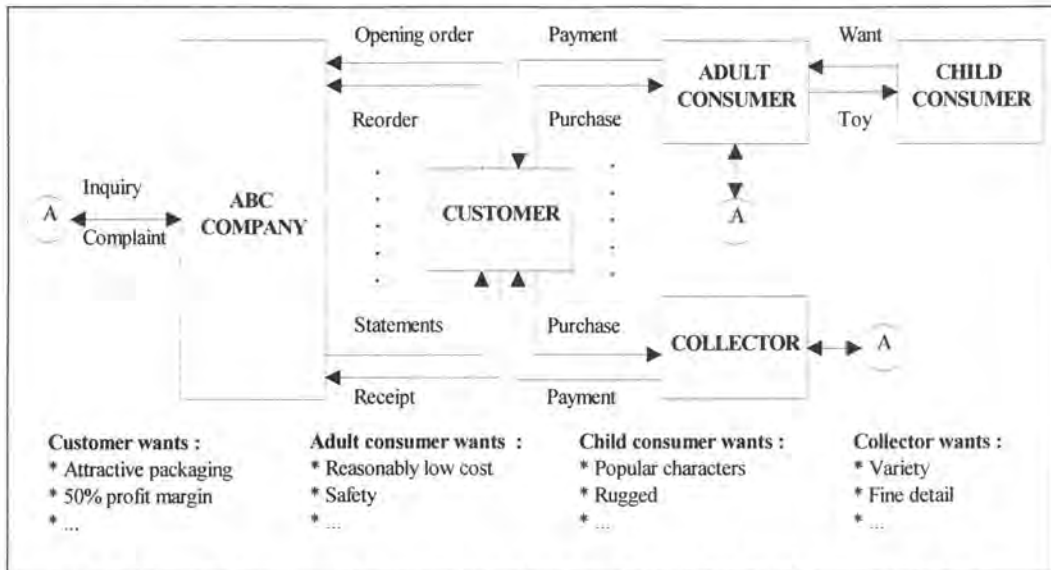 Opening order Payment Want
ADULT CONSUMER
CHILD CONSUMER
Reorder Purchase Toy
Inquiry
A
Complaint
ABC COMPANY
CUSTOMER
A
Statements Purchase
COLLECTOR
A
Receipt Payment
Customer wants : Adult consumer wants : Child consumer wants : Collector wants :
* Attractive packaging * Reasonably low cost * Popular characters * Variety
* 50% profit margin * Safety * Rugged * Fine detail
* ... * ... * ... * ...